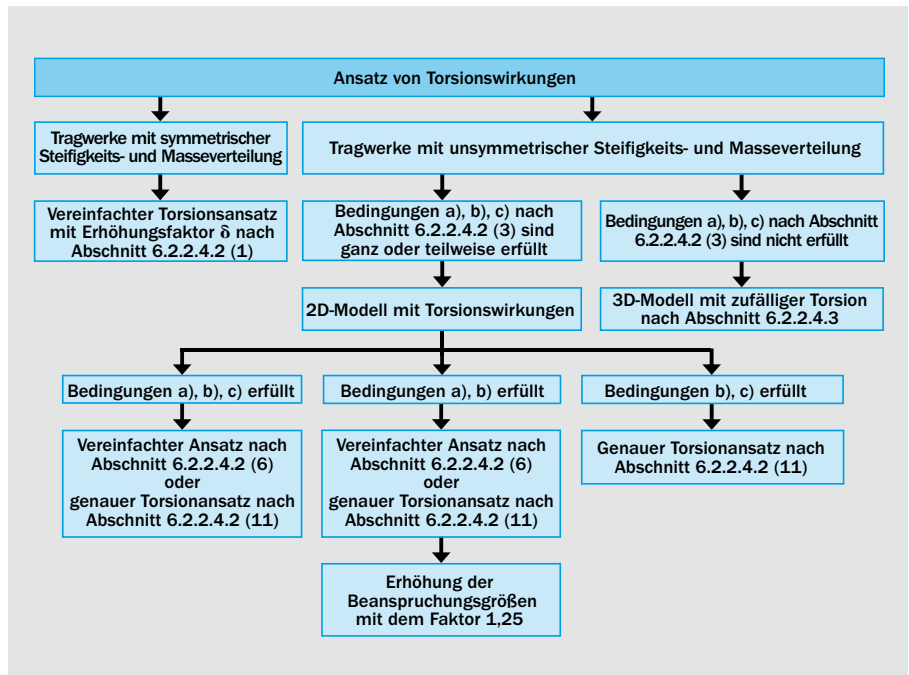 Ansatz von Torsionswirkungen
Tragwerke mit symmetrischer
Steifigkeits- und Masseverteilung
Tragwerke mit unsymmetrischer Steifigkeits- und Masseverteilung
Vereinfachter Torsionsansatz
mit Erhöhungsfaktor δ nach
Abschnitt 6.2.2.4.2 (1)
Bedingungen a), b), c) nach
Abschnitt 6.2.2.4.2 (3) sind
ganz oder teilweise erfüllt
Bedingungen a), b), c) nach Abschnitt
6.2.2.4.2 (3) sind nicht erfüllt
2D-Modell mit Torsionswirkungen
3D-Modell mit zufälliger Torsion
nach Abschnitt 6.2.2.4.3
Bedingungen a), b), c) erfüllt
Bedingungen a), b) erfüllt
Bedingungen b), c) erfüllt
Vereinfachter Ansatz nach
Abschnitt 6.2.2.4.2 (6)
oder
genauer Torsionansatz nach
Abschnitt 6.2.2.4.2 (11)
Vereinfachter Ansatz nach
Abschnitt 6.2.2.4.2 (6)
oder
genauer Torsionansatz nach
Abschnitt 6.2.2.4.2 (11)
Genauer Torsionansatz nach
Abschnitt 6.2.2.4.2 (11)
Erhöhung der
Beanspruchungsgrößen
mit dem Faktor 1,25